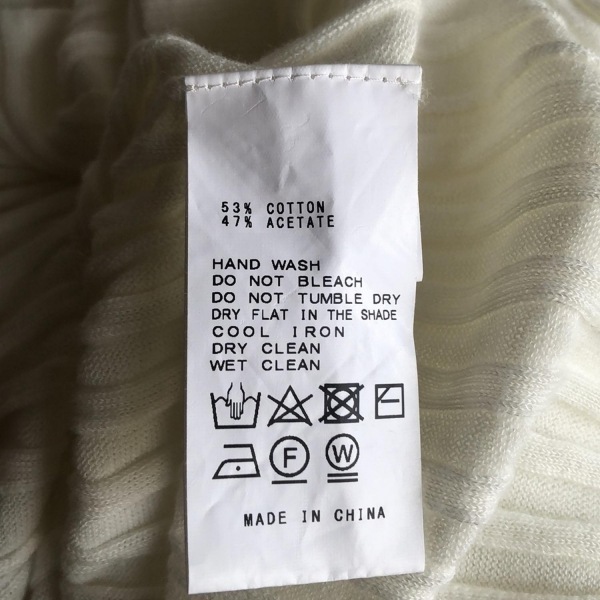 53% COTTON
47% ACETATE
HAND WASH
DO NOT BLEACH
DO NOT TUMBLE DRY
DRY FLAT IN THE SHADE
COOL IRON
DRY CLEAN
WET CLEAN
F W
MADE IN CHINA